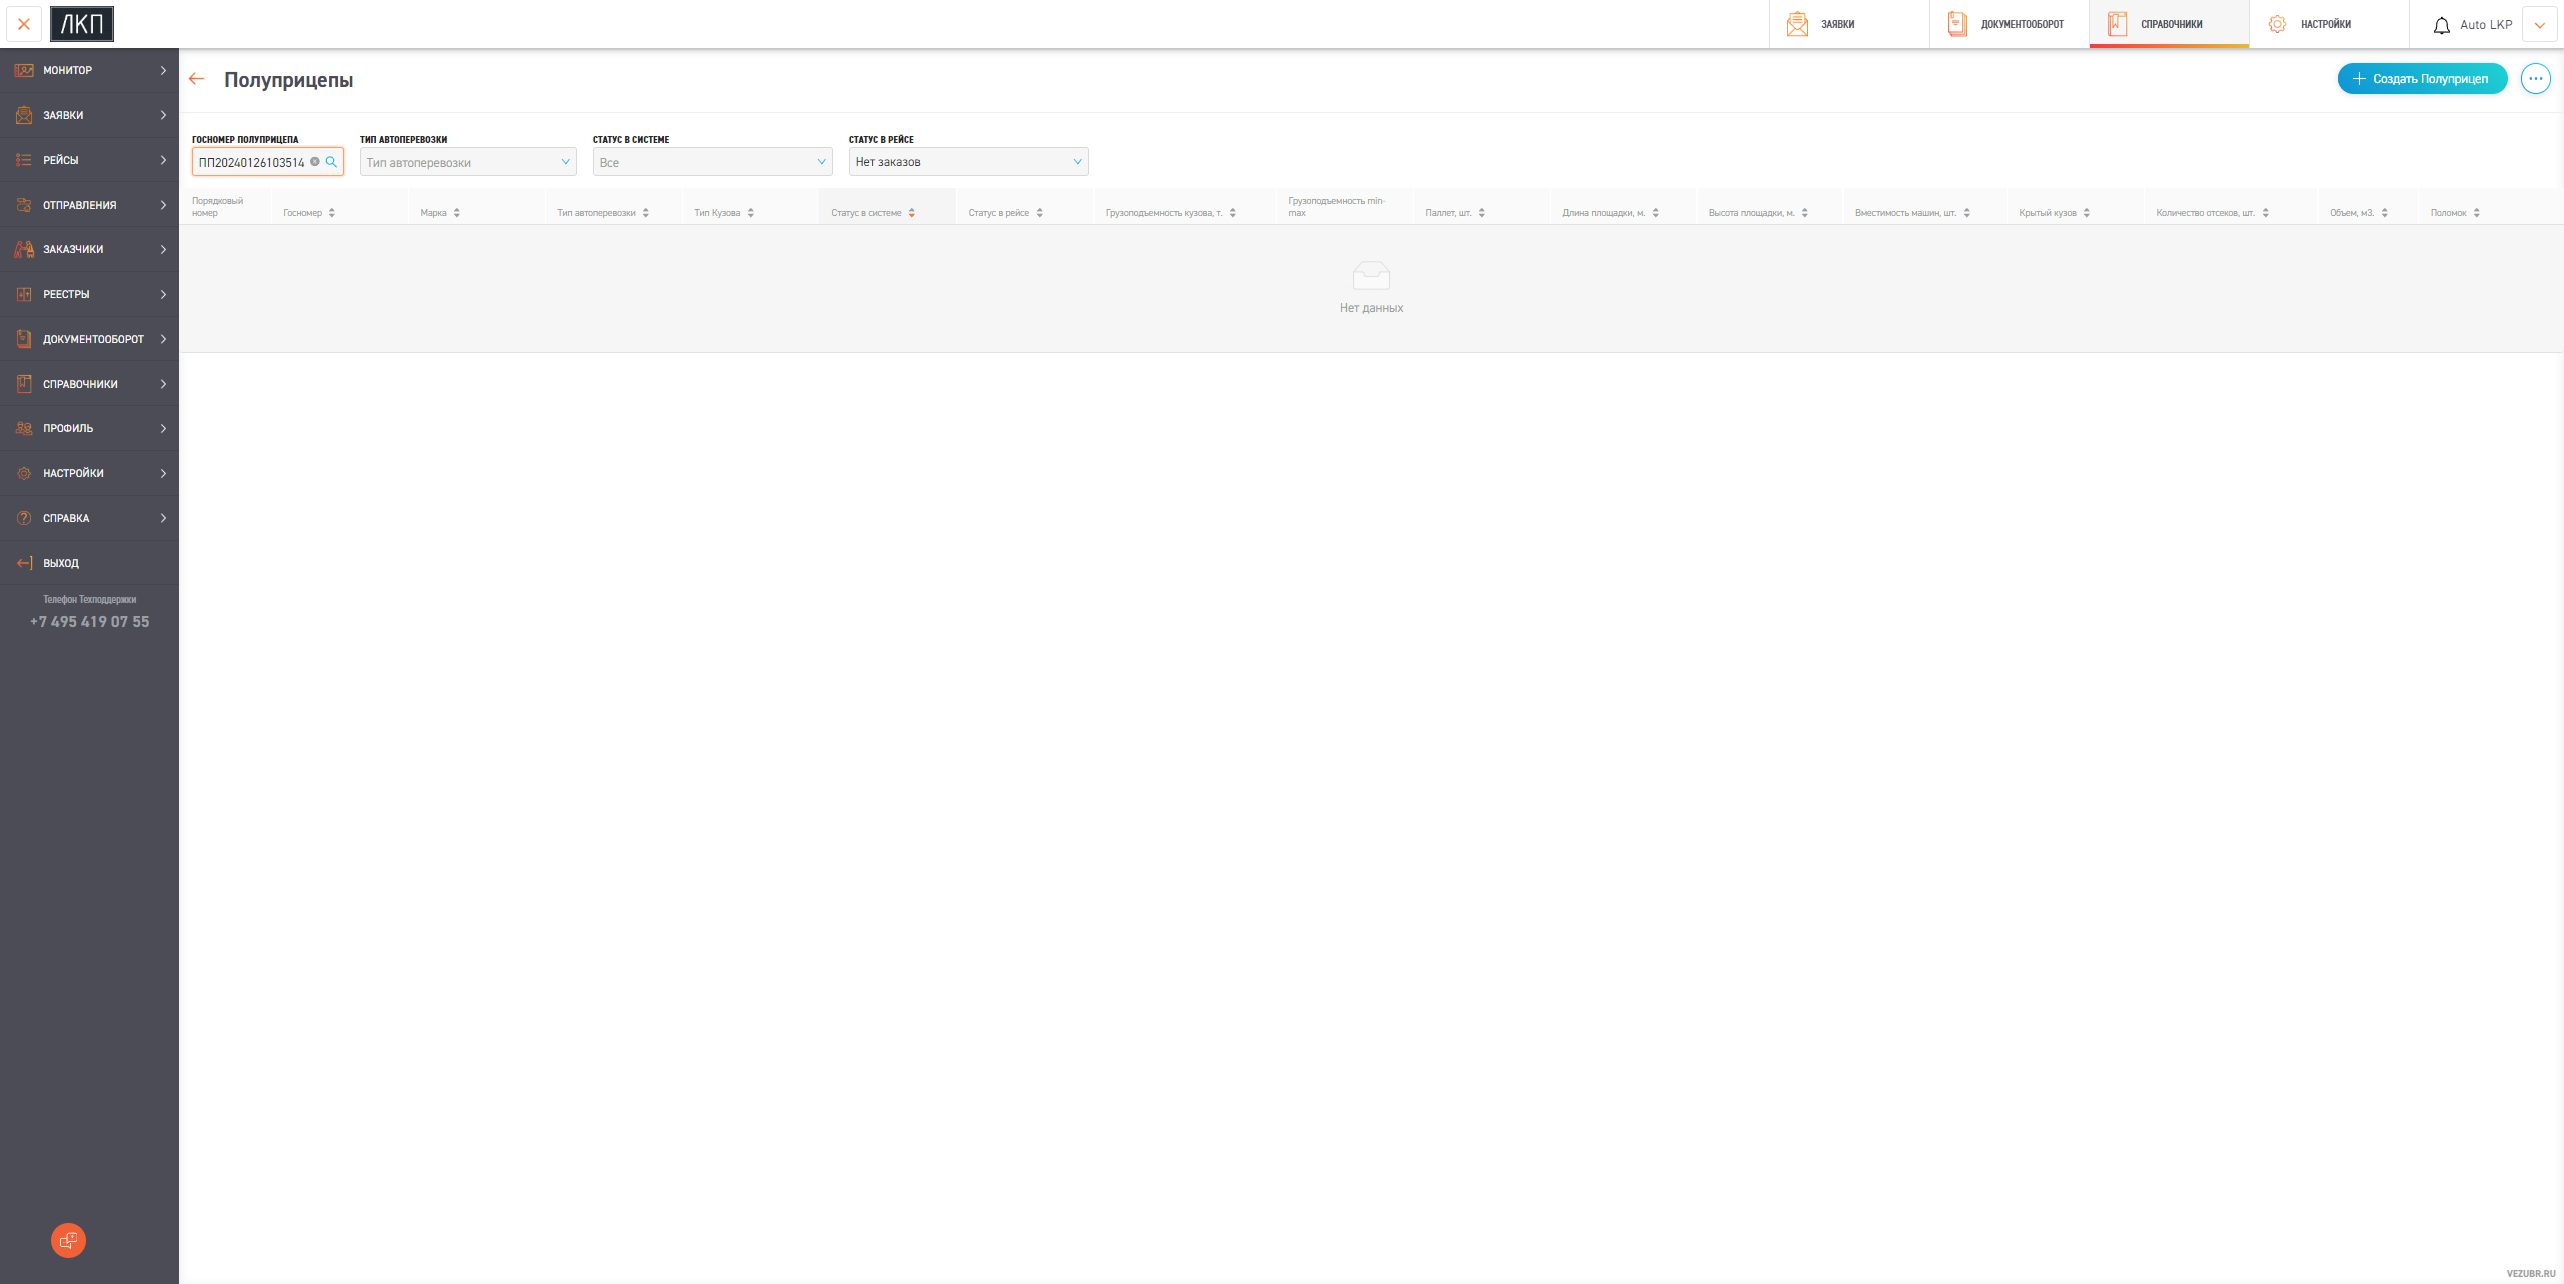 ЛКП
ЗАЯВКИ
ДОКУМЕНТООБОРОТ
СПРАВОЧНИКИ
НАСТРОЙКИ
Auto LKP
МОНИТОР
ЗАЯВКИ
РЕЙСЫ
ОТПРАВЛЕНИЯ
ЗАКАЗЧИКИ
РЕЕСТРЫ
ДОКУМЕНТООБОРОТ
СПРАВОЧНИКИ
ПРОФИЛЬ
НАСТРОЙКИ
СПРАВКА
ВЫХОД
Телефон Техподдержки
+7 495 419 07 55
Полуприцепы
Создать Полуприцеп
ГОСНОМЕР ПОЛУПРИЦЕПА
ПП20240126103514
ТИП АВТОПЕРЕВОЗКИ
Тип автоперевозки
СТАТУС В СИСТЕМЕ
Все
СТАТУС В РЕЙСЕ
Нет заказов
Порядковый номер
Госномер
Марка
Тип автоперевозки
Тип Кузова
Статус в системе
Статус в рейсе
Грузоподъемность кузова, т.
Грузоподъемность min-max
Паллет, шт.
Длина площадки, м.
Высота площадки, м.
Вместимость машин, шт.
Крытый кузов
Количество отсеков, шт.
Объем, м3.
Поломок
Нет данных
VEZUBR.RU